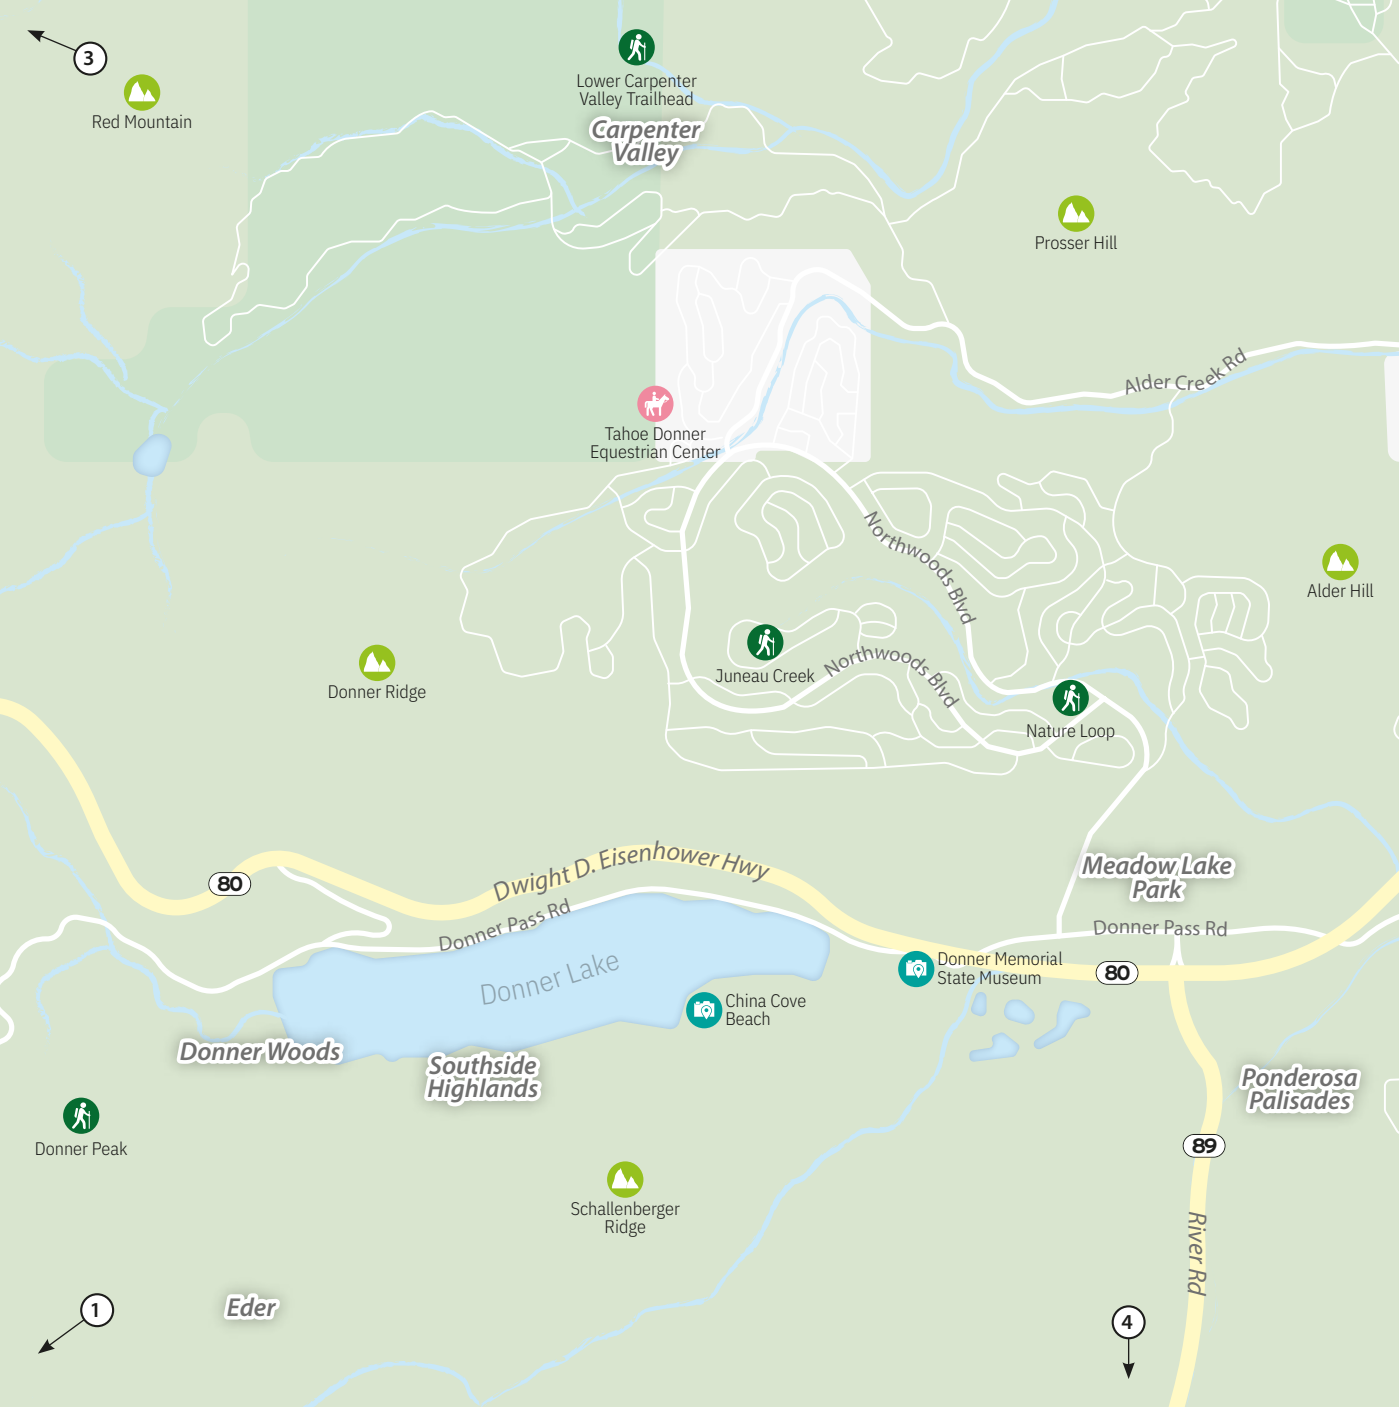 3
Red Mountain
Lower Carpenter
Valley Trailhead
Carpenter
Valley
Prosser Hill
Alder Creek Rd
Tahoe Donner
Equestrian Center
Northwoods Blvd
Alder Hill
Juneau Creek
Northwoods Blvd
Donner Ridge
Nature Loop
Dwight D. Eisenhower Hwy
80
Meadow Lake
Park
Donner Pass Rd
Donner Pass Rd
Donner Lake
Donner Memorial
State Museum
80
China Cove
Beach
Donner Woods
Southside
Highlands
Ponderosa
Palisades
Donner Peak
89
Schallenberger
Ridge
River Rd
Eder
1
4